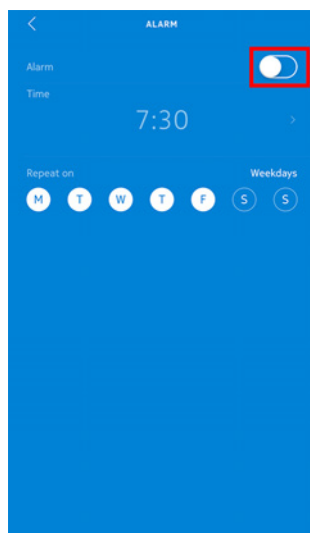 ALARM
Alarm
Time
7:30
Repeat on Weekdays
M T W T F S S